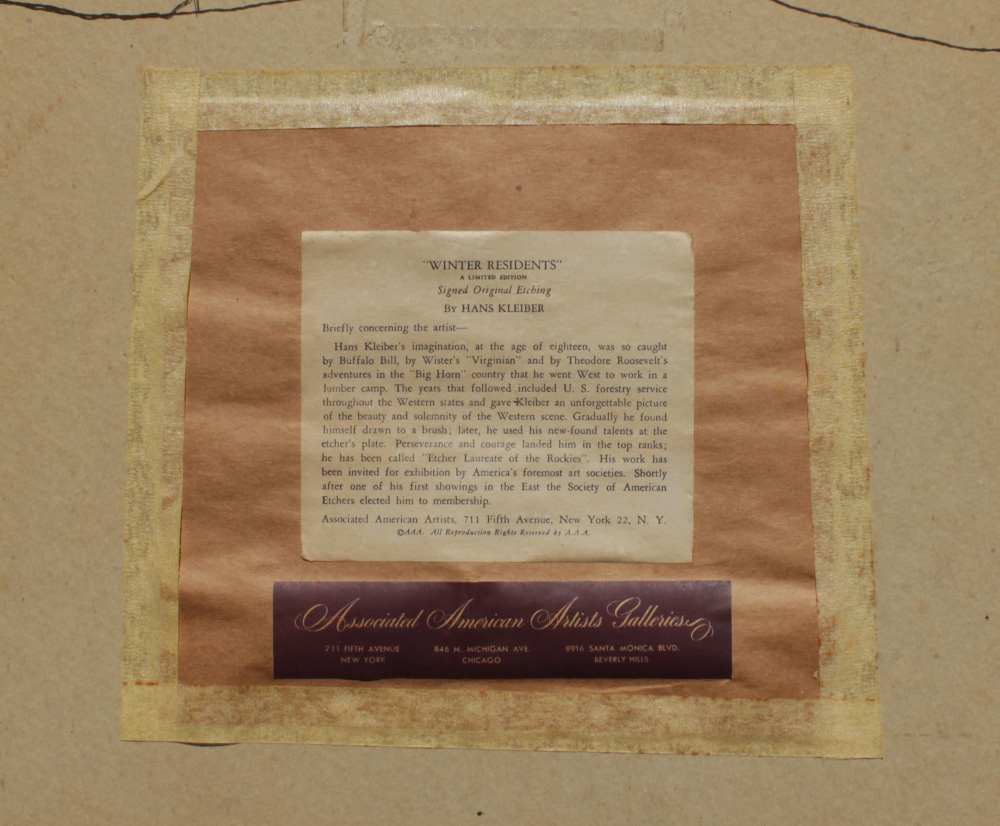 "WINTER RESIDENTS"
A LIMITED EDITION
Signed Original Etching
BY HANS KLEIBER
Briefly concerning the artist—
Hans Kleiber's imagination, at the age of eighteen, was so caught
by Buffalo Bill, by Wister's "Virginian" and by Theodore Roosevelt's
adventures in the "Big Horn" country that he went West to work in a
lumber camp. The years that followed included U. S. forestry service
throughout the Western states and gave Kleiber an unforgettable picture
of the beauty and solemnity of the Western scene. Gradually he found
himself drawn to a brush; later, he used his new-found talents at the
etcher's plate. Perseverance and courage landed him in the top ranks;
he has been called "Etcher Laureate of the Rockies". His work has
been invited for exhibition by America's foremost art societies. Shortly
after one of his first showings in the East the Society of American
Etchers elected him to membership.
Associated American Artists, 711 Fifth Avenue, New York 22, N. Y.
©AAA. All Reproduction Rights Reserved by A.A.A.
Associated American Artists Galleries
711 FIFTH AVENUE 846 N. MICHIGAN AVE. 9916 SANTA MONICA BLVD.
NEW YORK CHICAGO BEVERLY HILLS